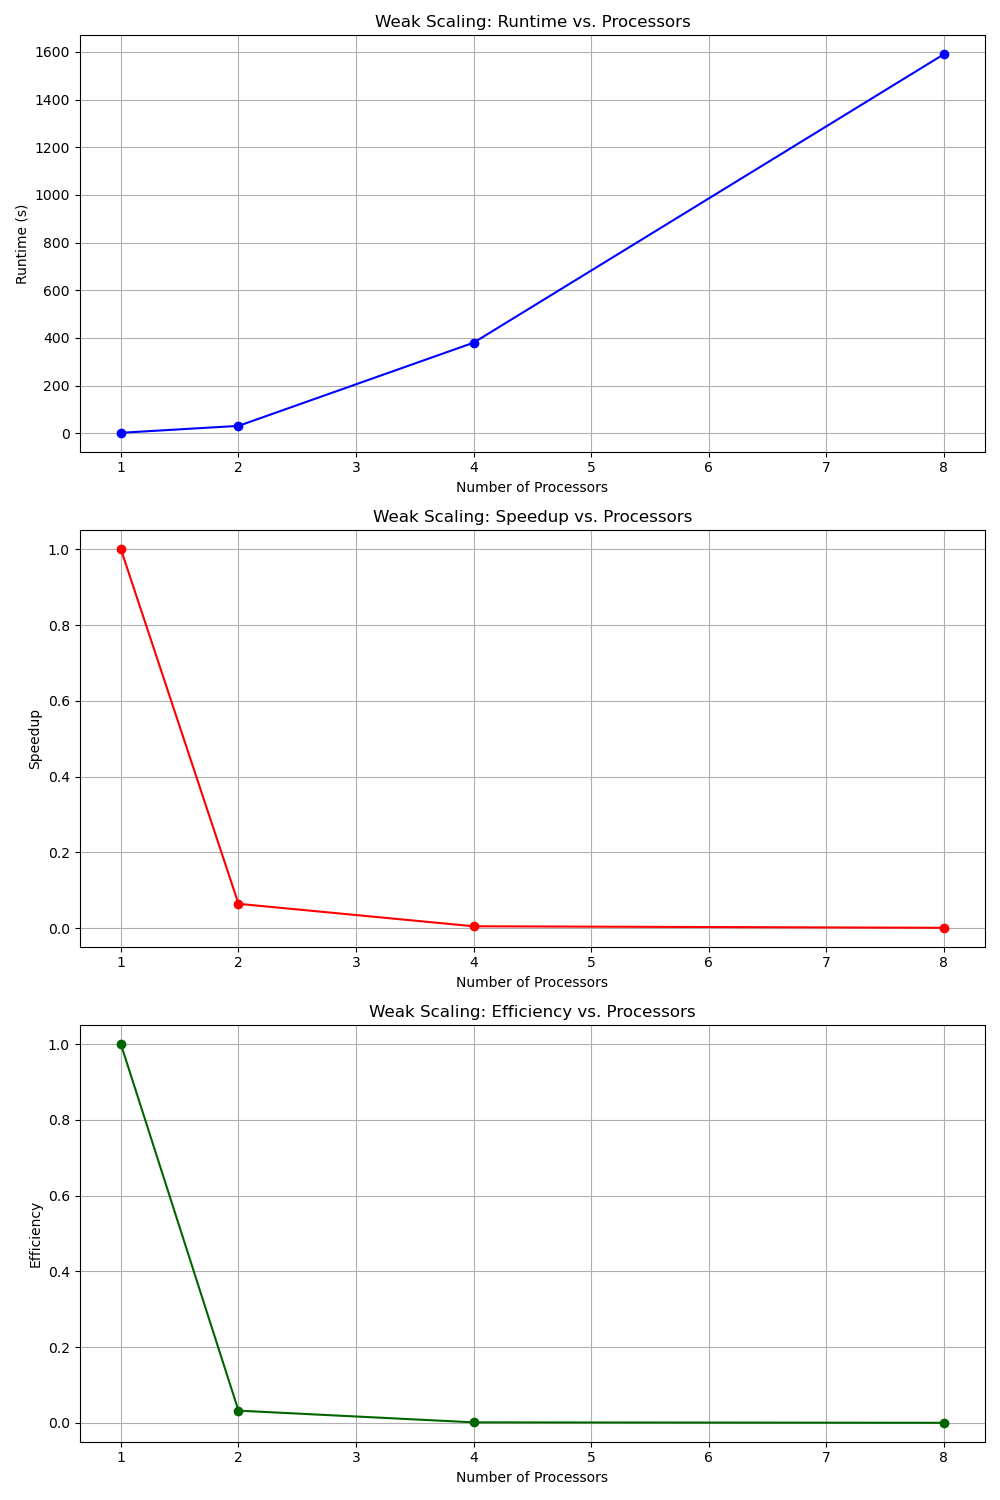 Weak Scaling: Runtime vs. Processors
1600
1400
1200
1000
800
600
400
200
0
Runtime (s)
1 2 3 4 5 6 7 8
Number of Processors
Weak Scaling: Speedup vs. Processors
1.0
0.8
0.6
0.4
0.2
0.0
Speedup
1 2 3 4 5 6 7 8
Number of Processors
Weak Scaling: Efficiency vs. Processors
1.0
0.8
0.6
0.4
0.2
0.0
Efficiency
1 2 3 4 5 6 7 8
Number of Processors